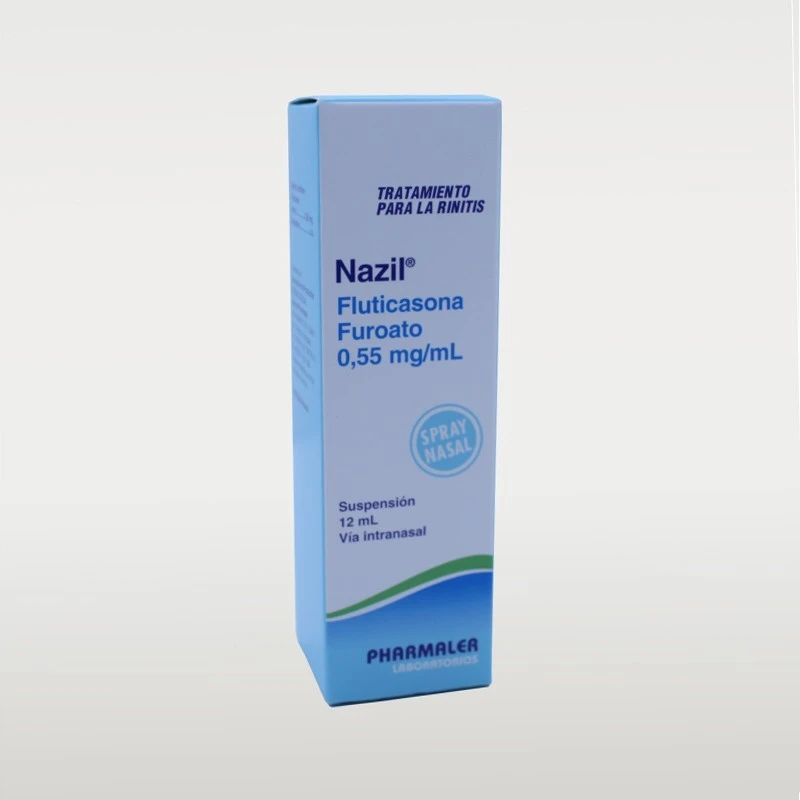 TRATAMIENTO
PARA LA RINITIS
Nazil®
Fluticasona
Furoato
0,55 mg/mL
SPRAY
NASAL
Suspensión
12 mL
Vía intranasal
PHARMALER
LABORATORIOS